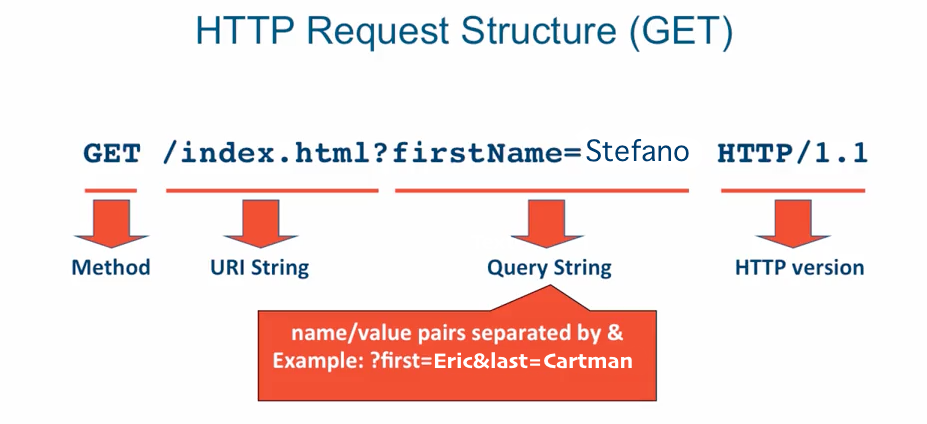 HTTP Request Structure (GET)
GET /index.html?firstName=Stefano HTTP/1.1
Method URI String Query String HTTP version
name/value pairs separated by &
Example: ?first=Eric&last=Cartman